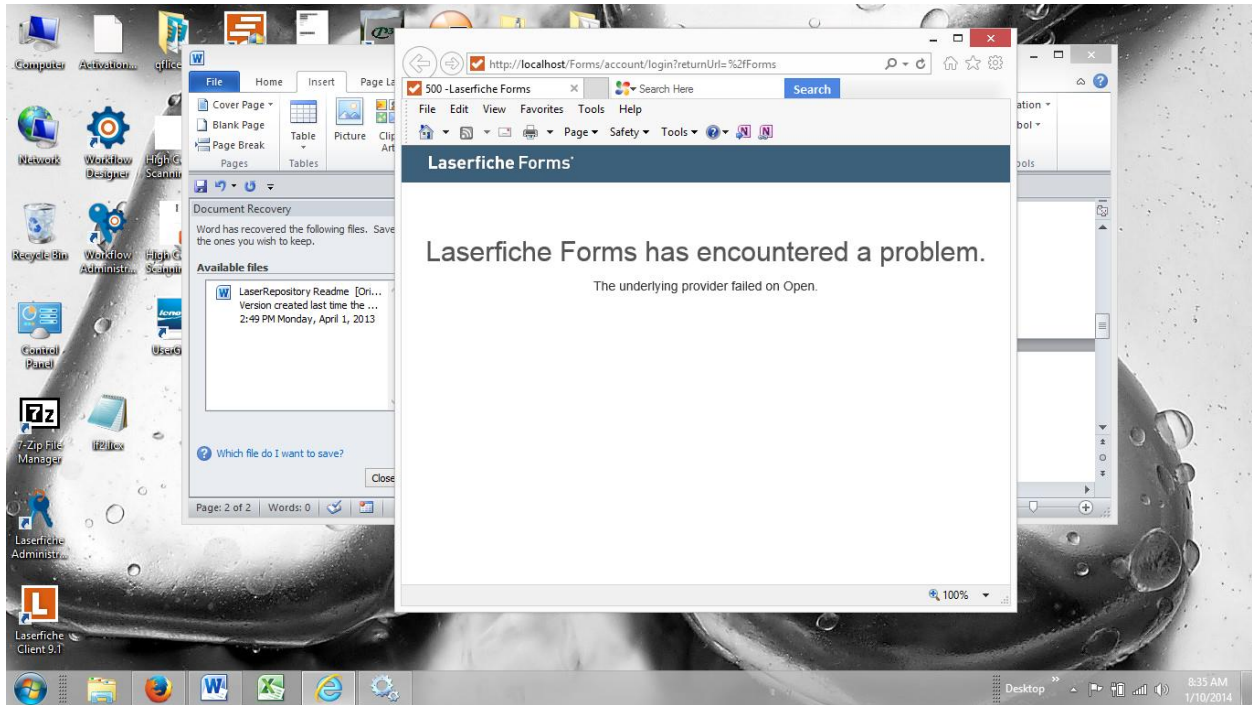 Computer
Network
Workflow
Designer
Recycle Bin
Workflow
Administr...
Control
Panel
7-Zip File
Manager
Laserfiche
Administr...
Laserfiche
Client 9.1
File Home Insert
Cover Page
Blank Page
Page Break
Pages
Table
Tables
Picture
Document Recovery
Word has recovered the following files. Save
the ones you wish to keep.
Available files
LaserRepository Readme [Ori...
Version created last time the ...
2:49 PM Monday, April 1, 2013
Which file do I want to save?
Close
Page: 2 of 2 Words: 0
http://localhost/Forms/account/login?returnUrl=%2fForms
500 -Laserfiche Forms
Search Here
Search
File Edit View Favorites Tools Help
Page Safety Tools
Laserfiche Forms
Laserfiche Forms has encountered a problem.
The underlying provider failed on Open.
100%
Desktop
8:35 AM
1/10/2014